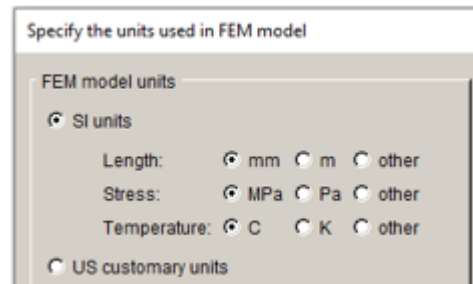 Specify the units used in FEM model
FEM model units
SI units
Length: mm m other
Stress: MPa Pa other
Temperature: C K other
US customary units